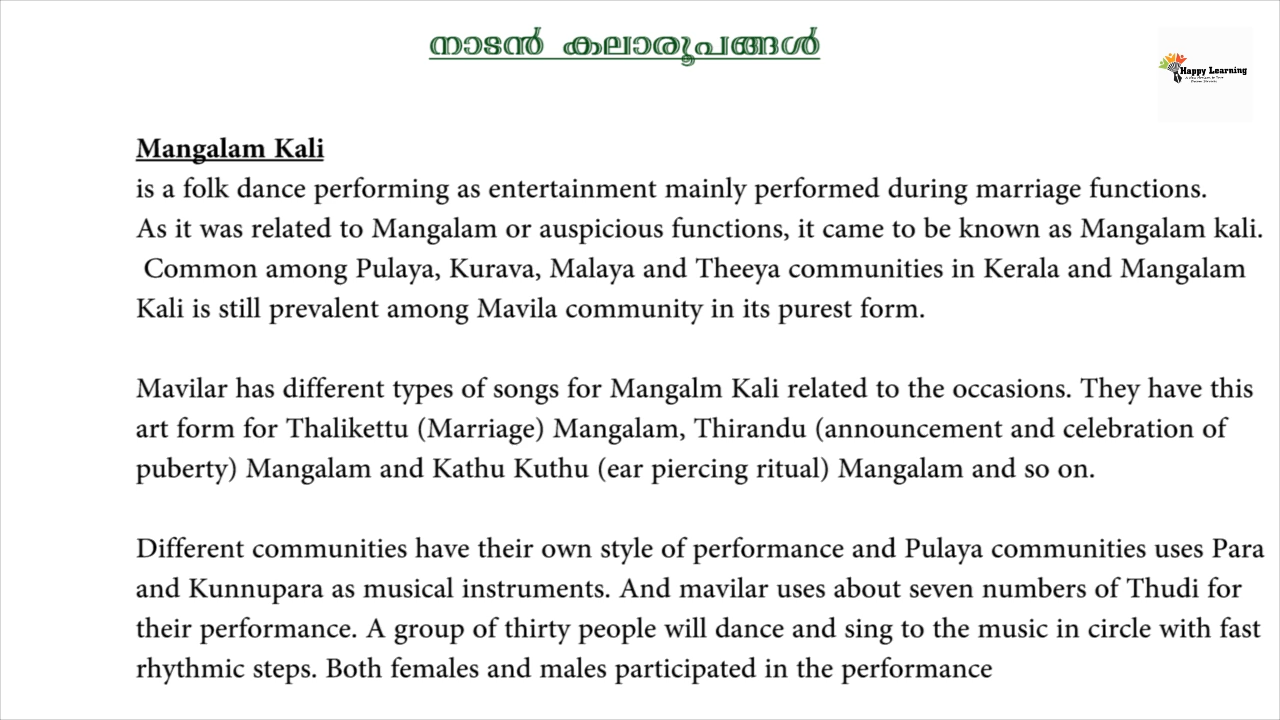 നാടൻ കലാരൂപങ്ങൾ
Happy Learning
Mangalam Kali
is a folk dance performing as entertainment mainly performed during marriage functions.
As it was related to Mangalam or auspicious functions, it came to be known as Mangalam kali.
Common among Pulaya, Kurava, Malaya and Theeya communities in Kerala and Mangalam
Kali is still prevalent among Mavila community in its purest form.
Mavilar has different types of songs for Mangalm Kali related to the occasions. They have this
art form for Thalikettu (Marriage) Mangalam, Thirandu (announcement and celebration of
puberty) Mangalam and Kathu Kuthu (ear piercing ritual) Mangalam and so on.
Different communities have their own style of performance and Pulaya communities uses Para
and Kunnupara as musical instruments. And mavilar uses about seven numbers of Thudi for
their performance. A group of thirty people will dance and sing to the music in circle with fast
rhythmic steps. Both females and males participated in the performance